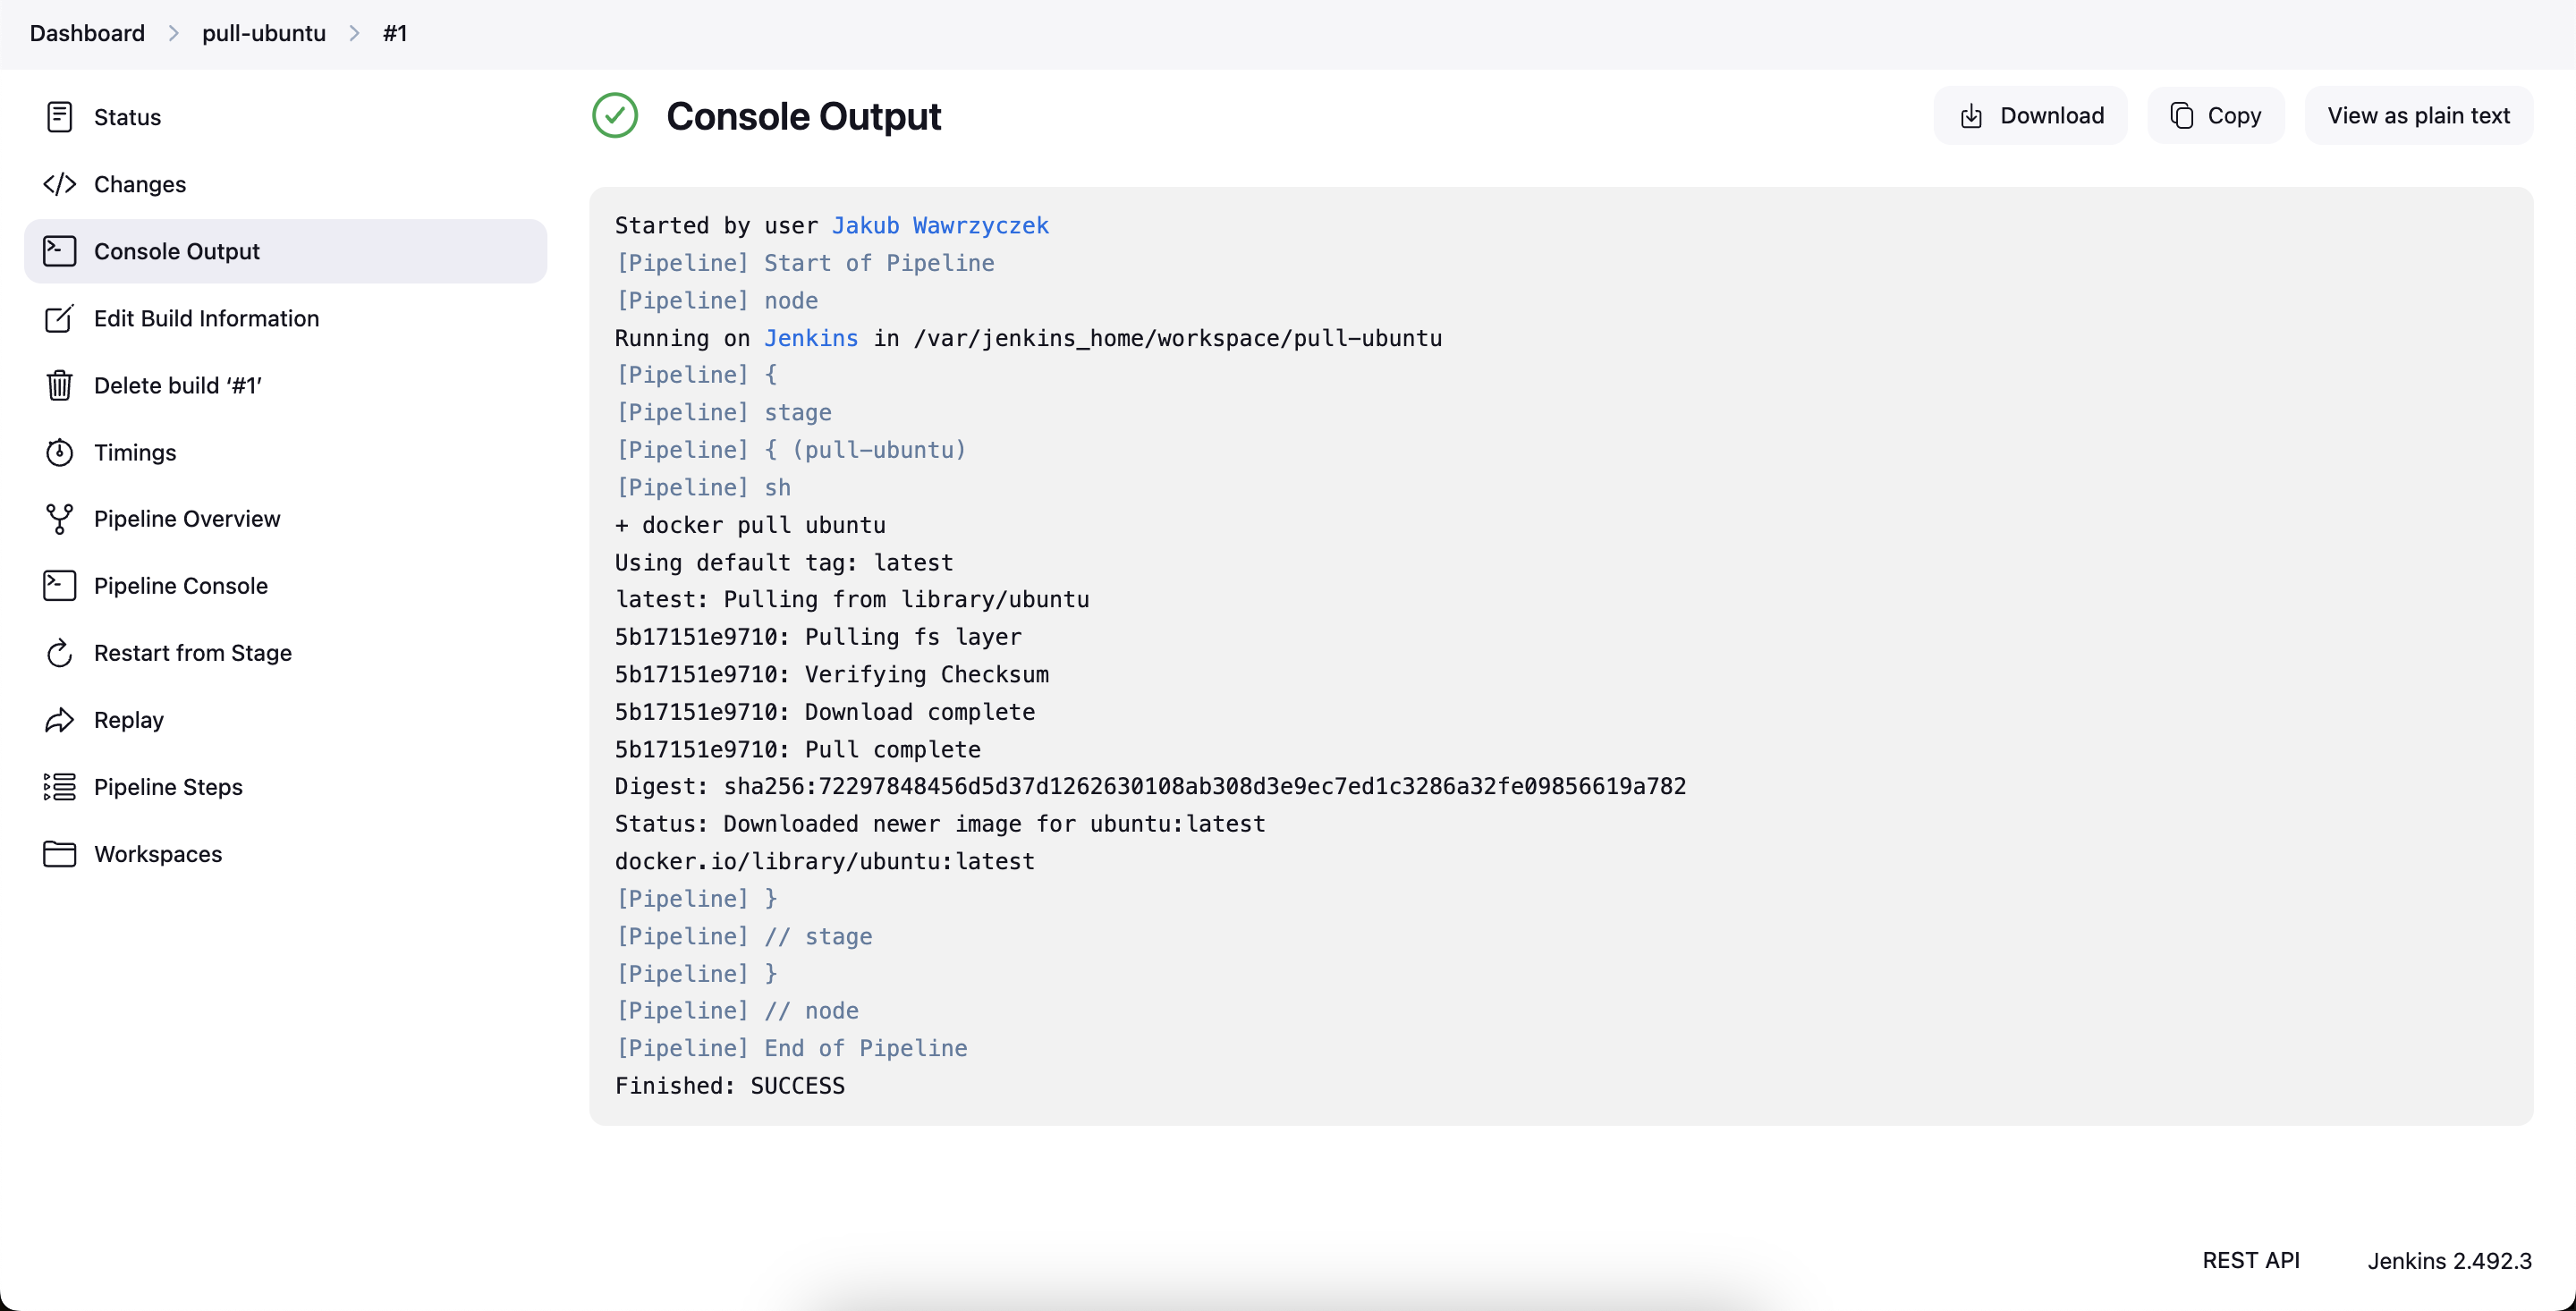 Dashboard > pull-ubuntu > #1
Status
Changes
Console Output
Edit Build Information
Delete build ‘#1’
Timings
Pipeline Overview
Pipeline Console
Restart from Stage
Replay
Pipeline Steps
Workspaces
Console Output
Download
Copy
View as plain text
Started by user Jakub Wawrzyczek
[Pipeline] Start of Pipeline
[Pipeline] node
Running on Jenkins in /var/jenkins_home/workspace/pull-ubuntu
[Pipeline] {
[Pipeline] stage
[Pipeline] { (pull-ubuntu)
[Pipeline] sh
+ docker pull ubuntu
Using default tag: latest
latest: Pulling from library/ubuntu
5b17151e9710: Pulling fs layer
5b17151e9710: Verifying Checksum
5b17151e9710: Download complete
5b17151e9710: Pull complete
Digest: sha256:72297848456d5d37d1262630108ab308d3e9ec7ed1c3286a32fe09856619a782
Status: Downloaded newer image for ubuntu:latest
docker.io/library/ubuntu:latest
[Pipeline] }
[Pipeline] // stage
[Pipeline] }
[Pipeline] // node
[Pipeline] End of Pipeline
Finished: SUCCESS
REST API
Jenkins 2.492.3